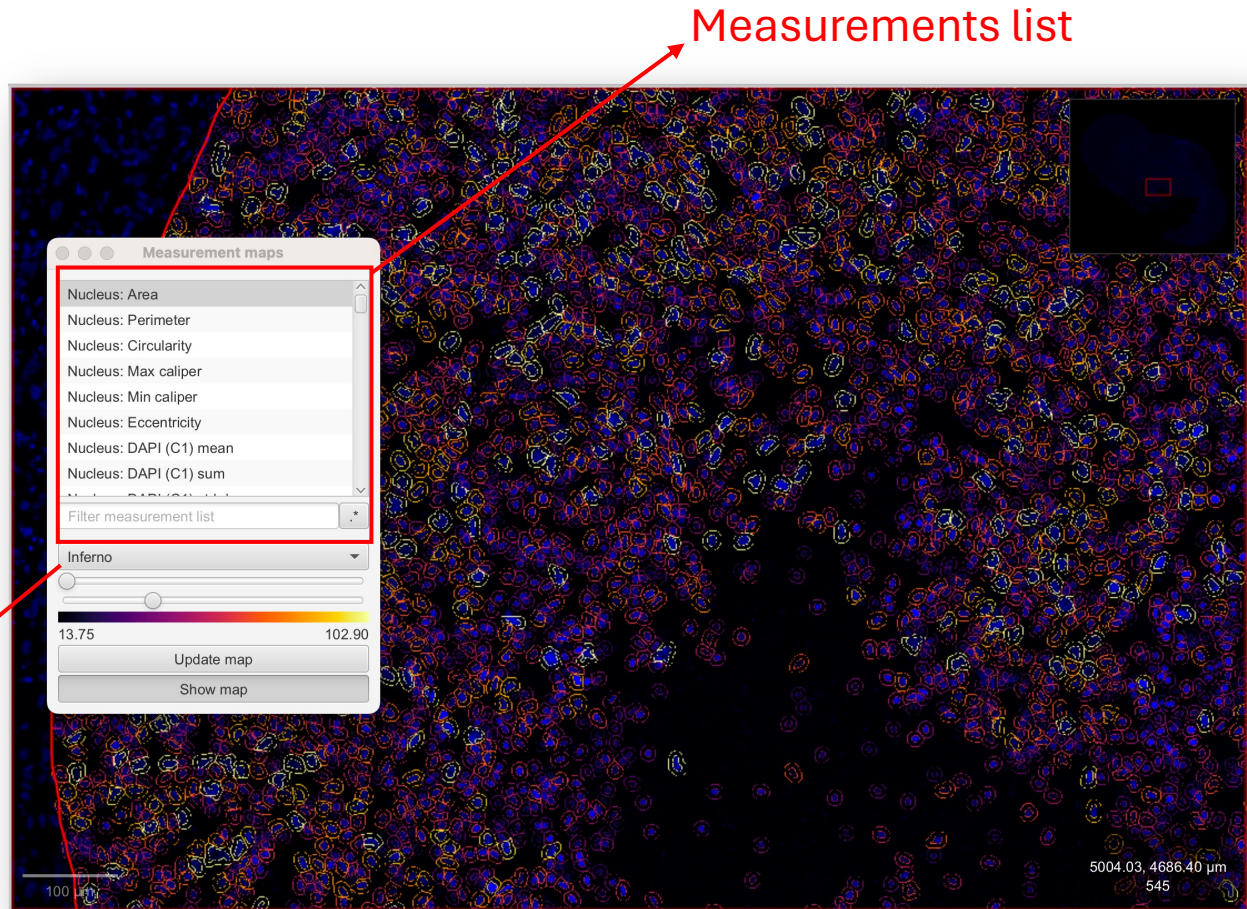 Measurements list
Measurement maps
Nucleus: Area
Nucleus: Perimeter
Nucleus: Circularity
Nucleus: Max caliper
Nucleus: Min caliper
Nucleus: Eccentricity
Nucleus: DAPI (C1) mean
Nucleus: DAPI (C1) sum
Filter measurement list
.*
Inferno
13.75 102.90
Update map
Show map
100 µm
5004.03, 4686.40 µm
545